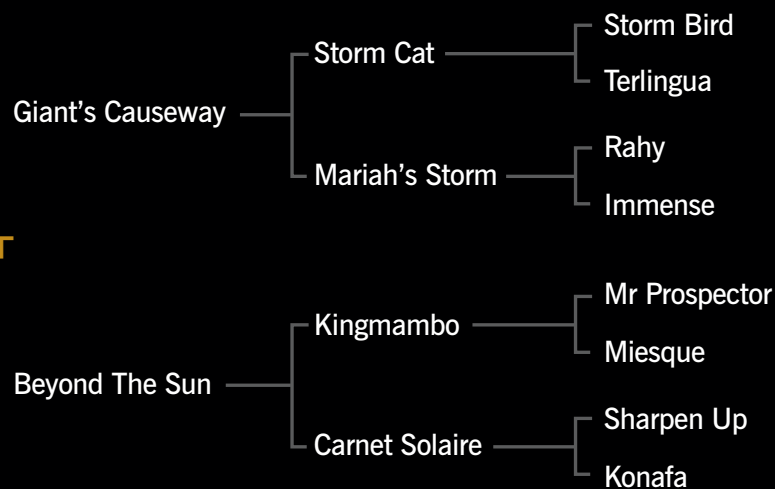 Storm Bird
Storm Cat
Terlingua
Giant's Causeway
Rahy
Mariah's Storm
Immense
T
Mr Prospector
Kingmambo
Miesque
Beyond The Sun
Sharpen Up
Carnet Solaire
Konafa